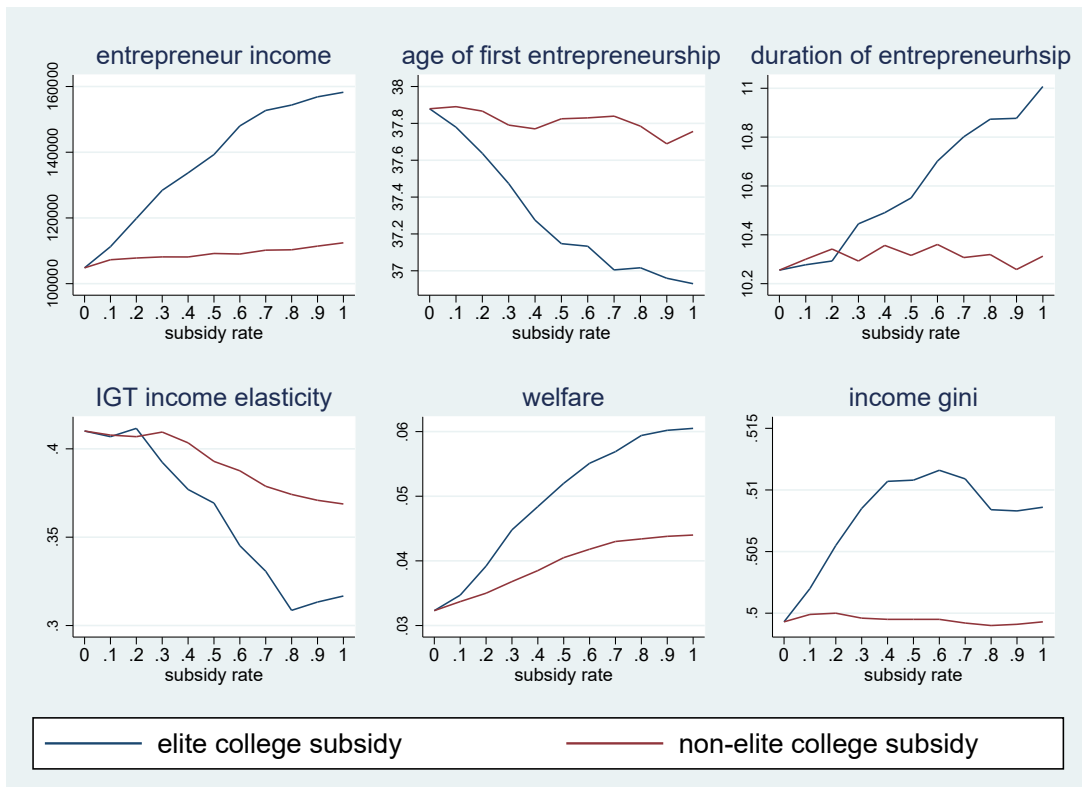 entrepreneur income
160000
140000
120000
100000
0 .1 .2 .3 .4 .5 .6 .7 .8 .9 1
subsidy rate
age of first entrepreneurship
38
37.8
37.6
37.4
37.2
37
0 .1 .2 .3 .4 .5 .6 .7 .8 .9 1
subsidy rate
duration of entrepreneurhsip
11
10.8
10.6
10.4
10.2
0 .1 .2 .3 .4 .5 .6 .7 .8 .9 1
subsidy rate
IGT income elasticity
.4
.35
.3
0 .1 .2 .3 .4 .5 .6 .7 .8 .9 1
subsidy rate
welfare
.06
.05
.04
.03
0 .1 .2 .3 .4 .5 .6 .7 .8 .9 1
subsidy rate
income gini
.515
.51
.505
.5
0 .1 .2 .3 .4 .5 .6 .7 .8 .9 1
subsidy rate
elite college subsidy
non-elite college subsidy